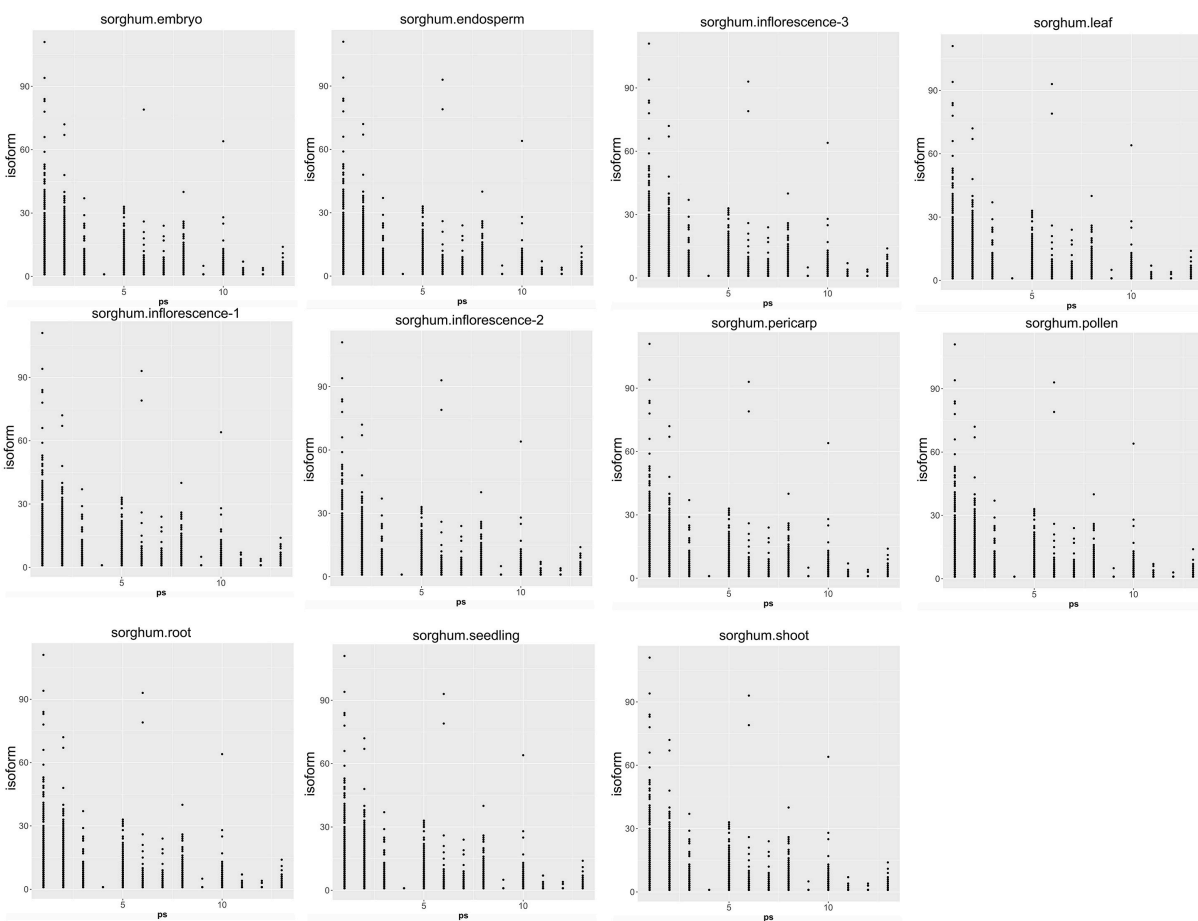 sorghum.embryo
90
60
30
0
isoform
5
10
ps
sorghum.endosperm
90
60
30
0
isoform
5
10
ps
sorghum.inflorescence-3
90
60
30
0
isoform
5
10
ps
sorghum.leaf
90
60
30
0
isoform
5
10
ps
sorghum.inflorescence-1
90
60
30
0
isoform
5
10
ps
sorghum.inflorescence-2
90
60
30
0
isoform
5
10
ps
sorghum.pericarp
90
60
30
0
isoform
5
10
ps
sorghum.pollen
90
60
30
0
isoform
5
10
ps
sorghum.root
90
60
30
0
isoform
5
10
ps
sorghum.seedling
90
60
30
0
isoform
5
10
ps
sorghum.shoot
90
60
30
0
isoform
5
10
ps